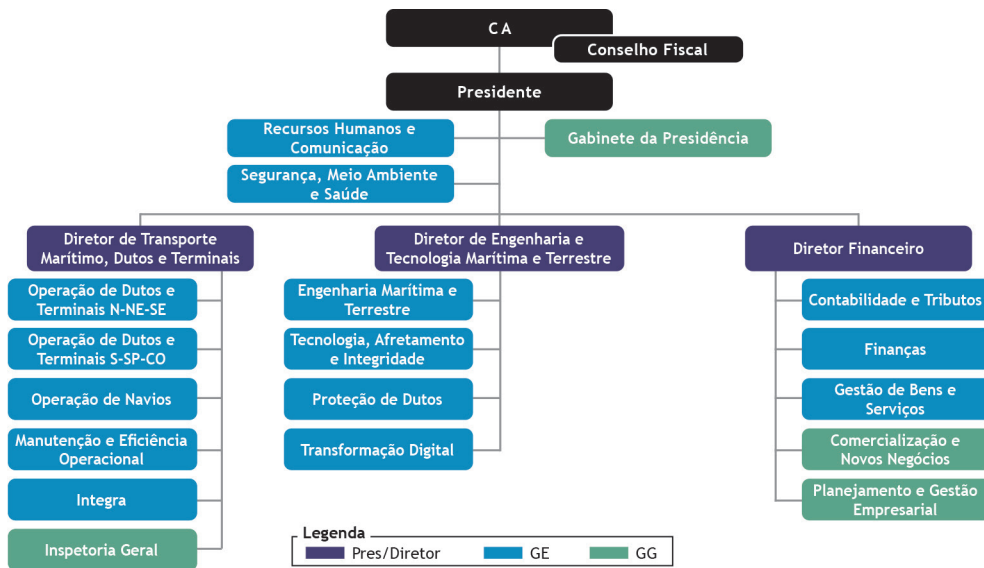 CA
Conselho Fiscal
Presidente
Recursos Humanos e
Comunicação
Gabinete da Presidência
Segurança, Meio Ambiente
e Saúde
Diretor de Transporte
Marítimo, Dutos e Terminais
Operação de Dutos e
Terminais N-NE-SE
Operação de Dutos e
Terminais S-SP-CO
Operação de Navios
Manutenção e Eficiência
Operacional
Integra
Inspetoria Geral
Diretor de Engenharia e
Tecnologia Marítima e Terrestre
Engenharia Marítima e
Terrestre
Tecnologia, Afretamento
e Integridade
Proteção de Dutos
Transformação Digital
Diretor Financeiro
Contabilidade e Tributos
Finanças
Gestão de Bens e
Serviços
Comercialização e
Novos Negócios
Planejamento e Gestão
Empresarial
Legenda
Pres/Diretor
GE
GG